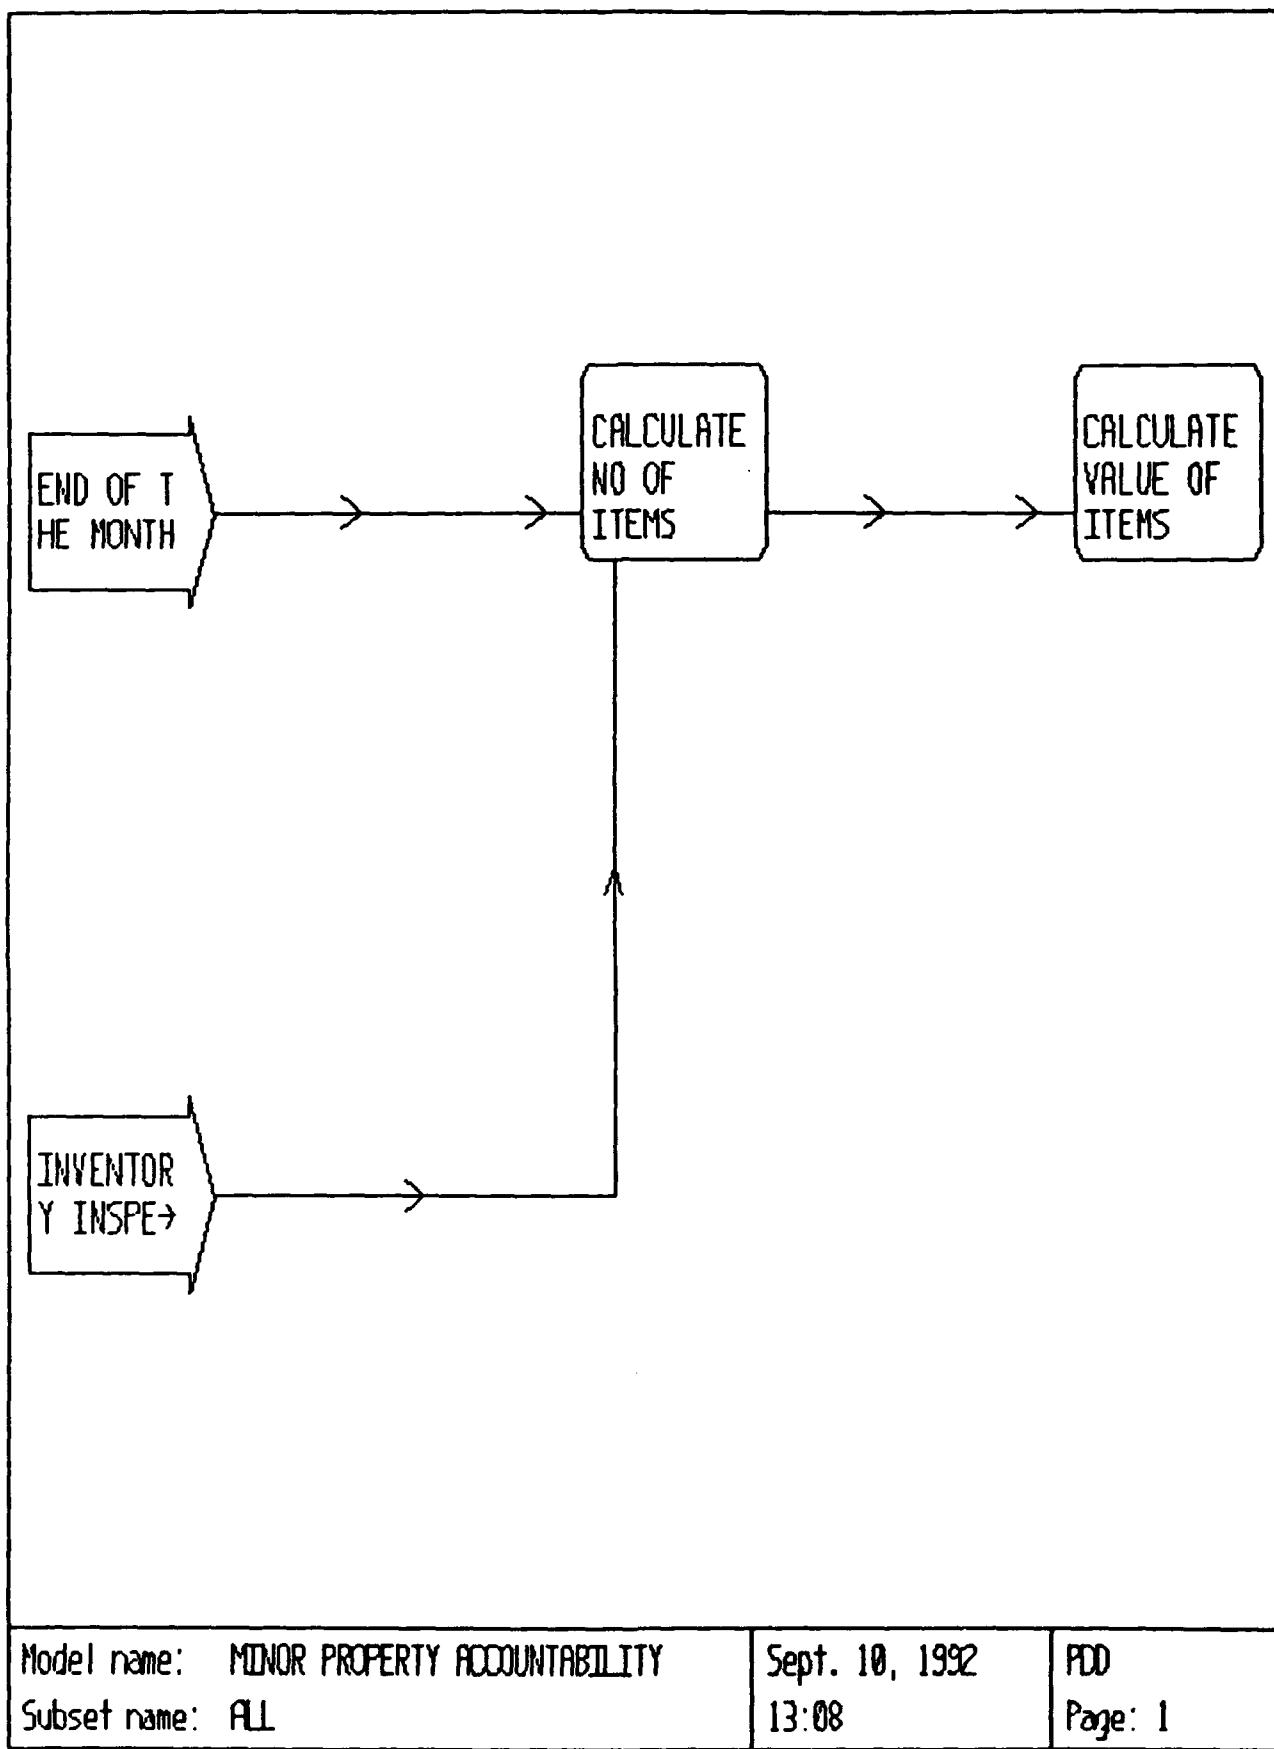 END OF T
HE MONTH
CALCULATE
NO OF
ITEMS
CALCULATE
VALUE OF
ITEMS
INVENTOR
Y INSPE→
Model name: MINOR PROPERTY ACCOUNTABILITY
Subset name: ALL
Sept. 10, 1992
13:08
PDD
Page: 1